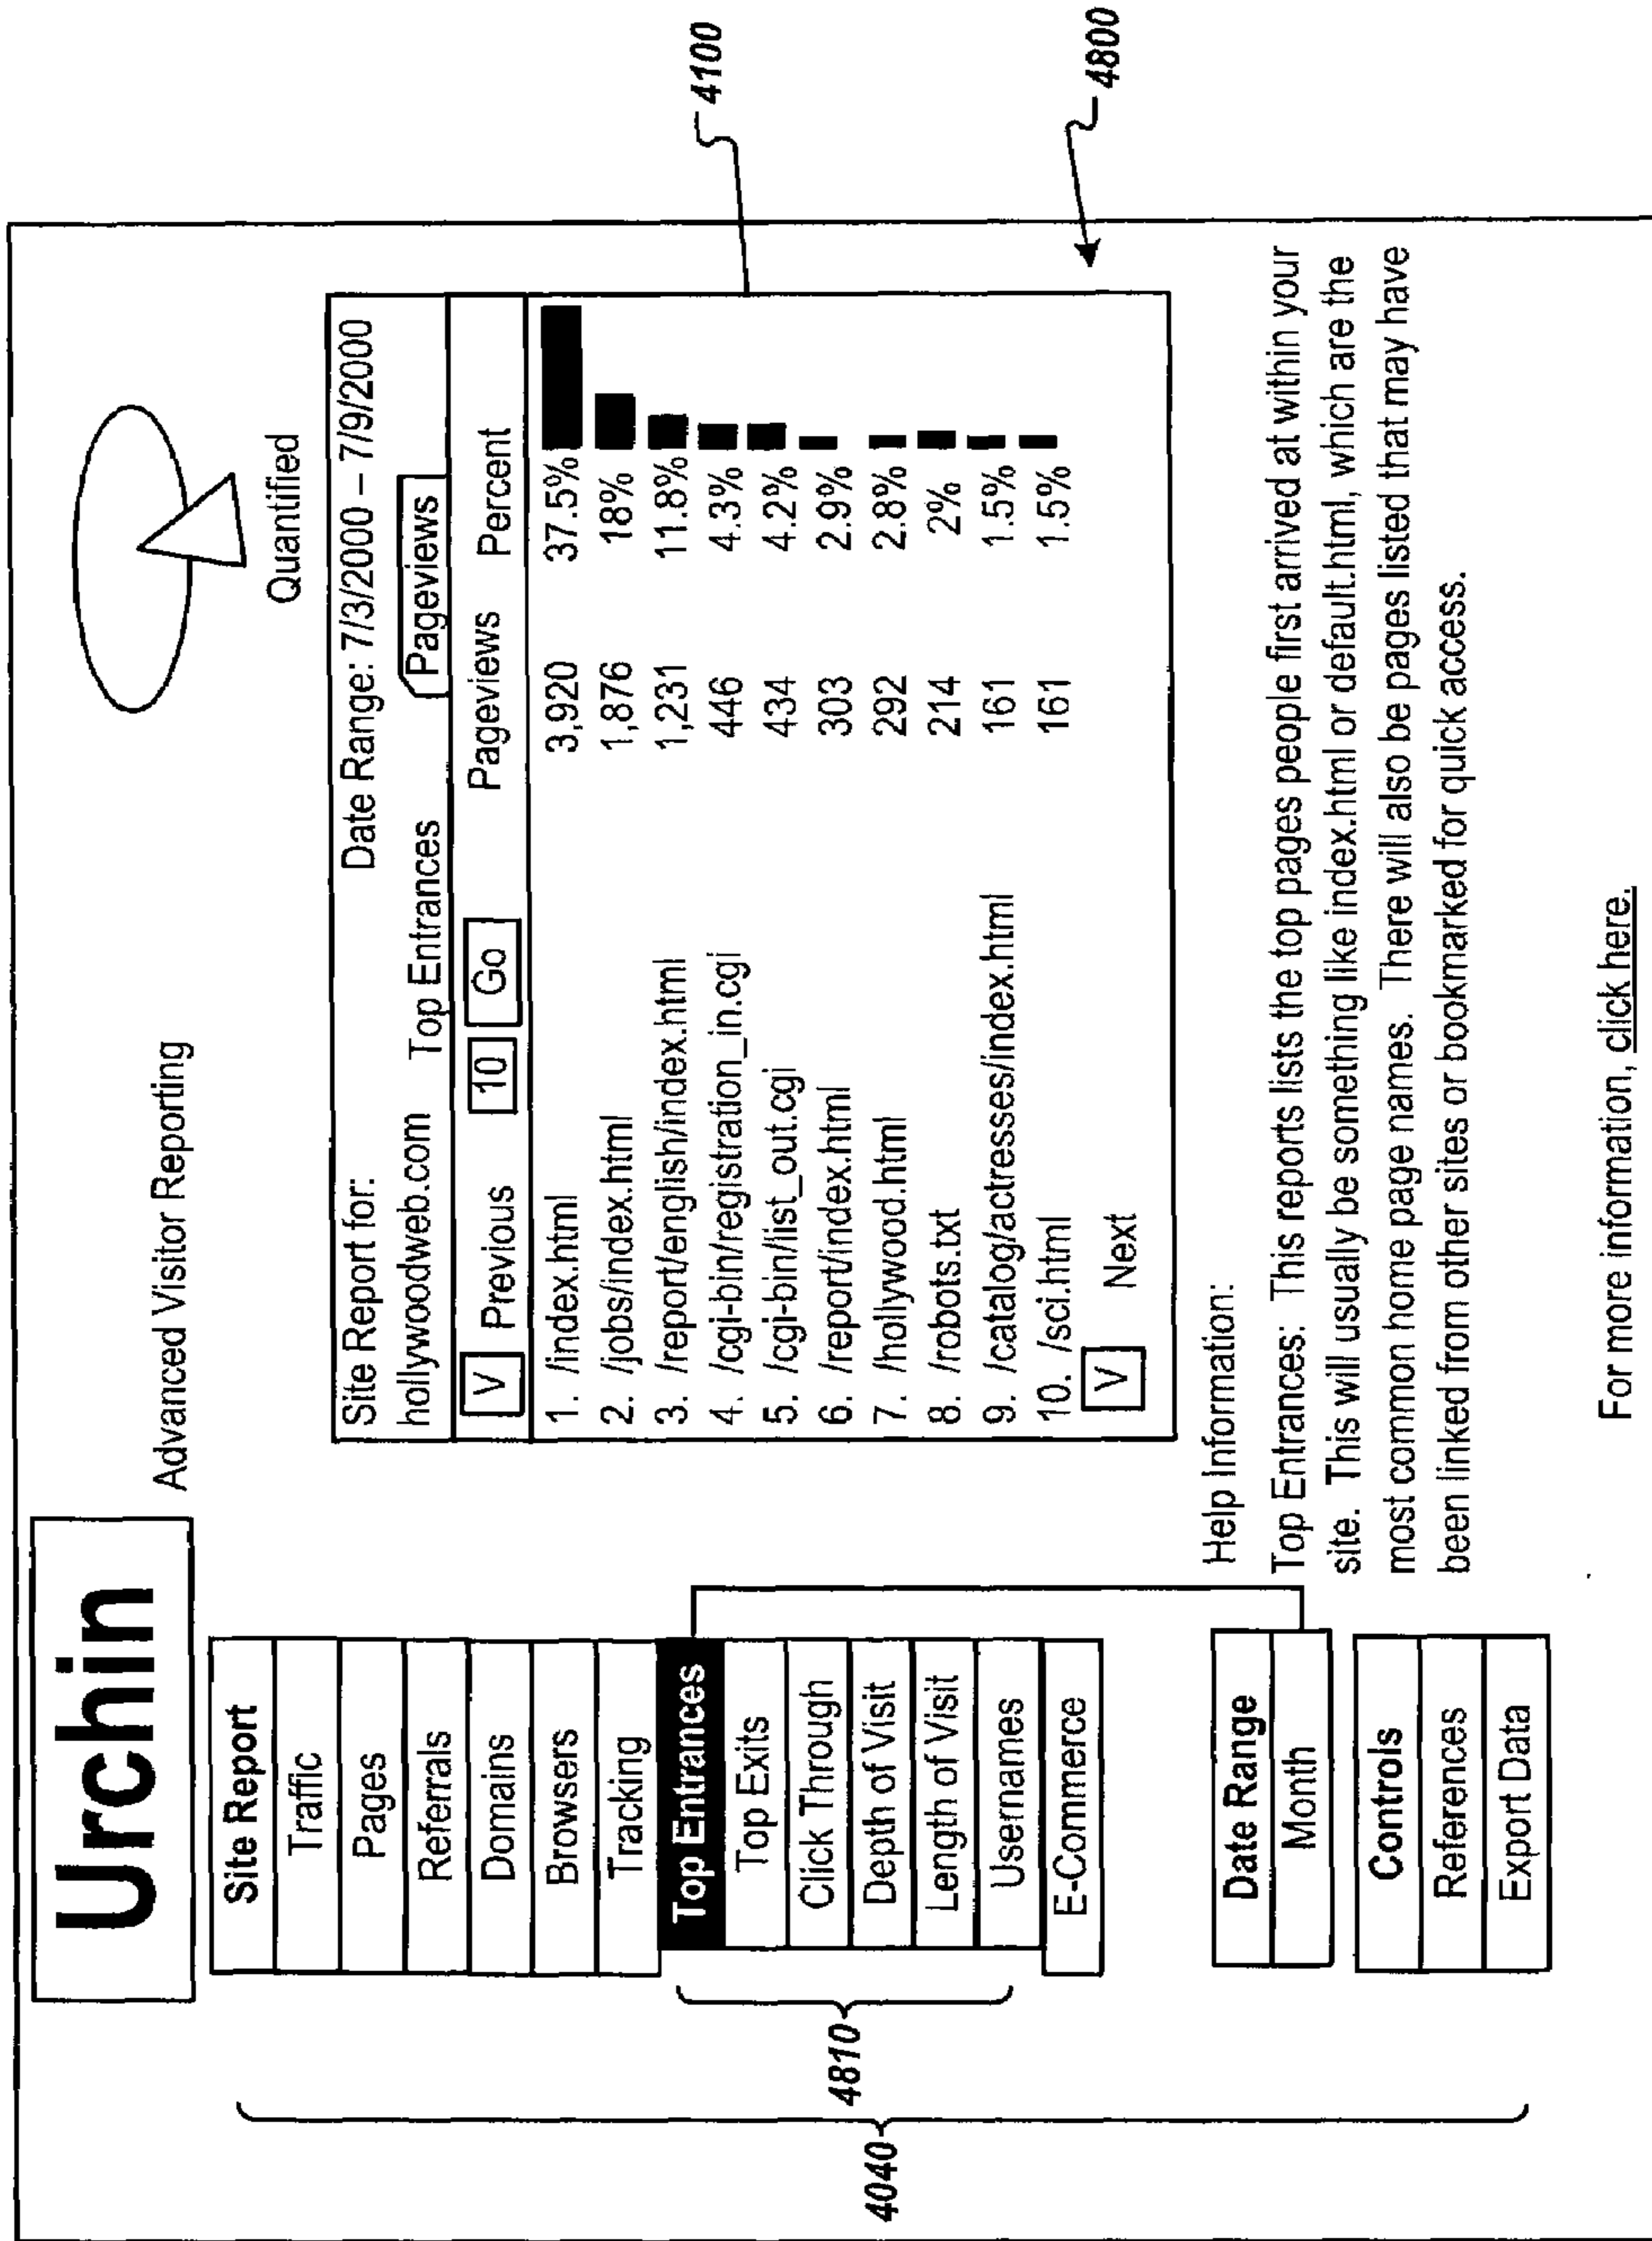 Urchin
Advanced Visitor Reporting
Quantified
Site Report
Traffic
Pages
Referrals
Domains
Browsers
Tracking
Top Entrances
Top Exits
Click Through
Depth of Visit
Length of Visit
Usernames
E-Commerce
Date Range
Month
Controls
References
Export Data
4040
4810
Site Report for: Date Range: 7/3/2000 – 7/9/2000
hollywoodweb.com Top Entrances Pageviews
V Previous 10 Go Pageviews Percent
1. /index.html 3,920 37.5%
2. /jobs/index.html 1,876 18%
3. /report/english/index.html 1,231 11.8%
4. /cgi-bin/registration_in.cgi 446 4.3%
5. /cgi-bin/list_out.cgi 434 4.2%
6. /report/index.html 303 2.9%
7. /hollywood.html 292 2.8%
8. /robots.txt 214 2%
9. /catalog/actresses/index.html 161 1.5%
10. /sci.html 161 1.5%
V Next
4100
4800
Help Information:
Top Entrances: This reports lists the top pages people first arrived at within your
site. This will usually be something like index.html or default.html, which are the
most common home page names. There will also be pages listed that may have
been linked from other sites or bookmarked for quick access.
For more information, click here.